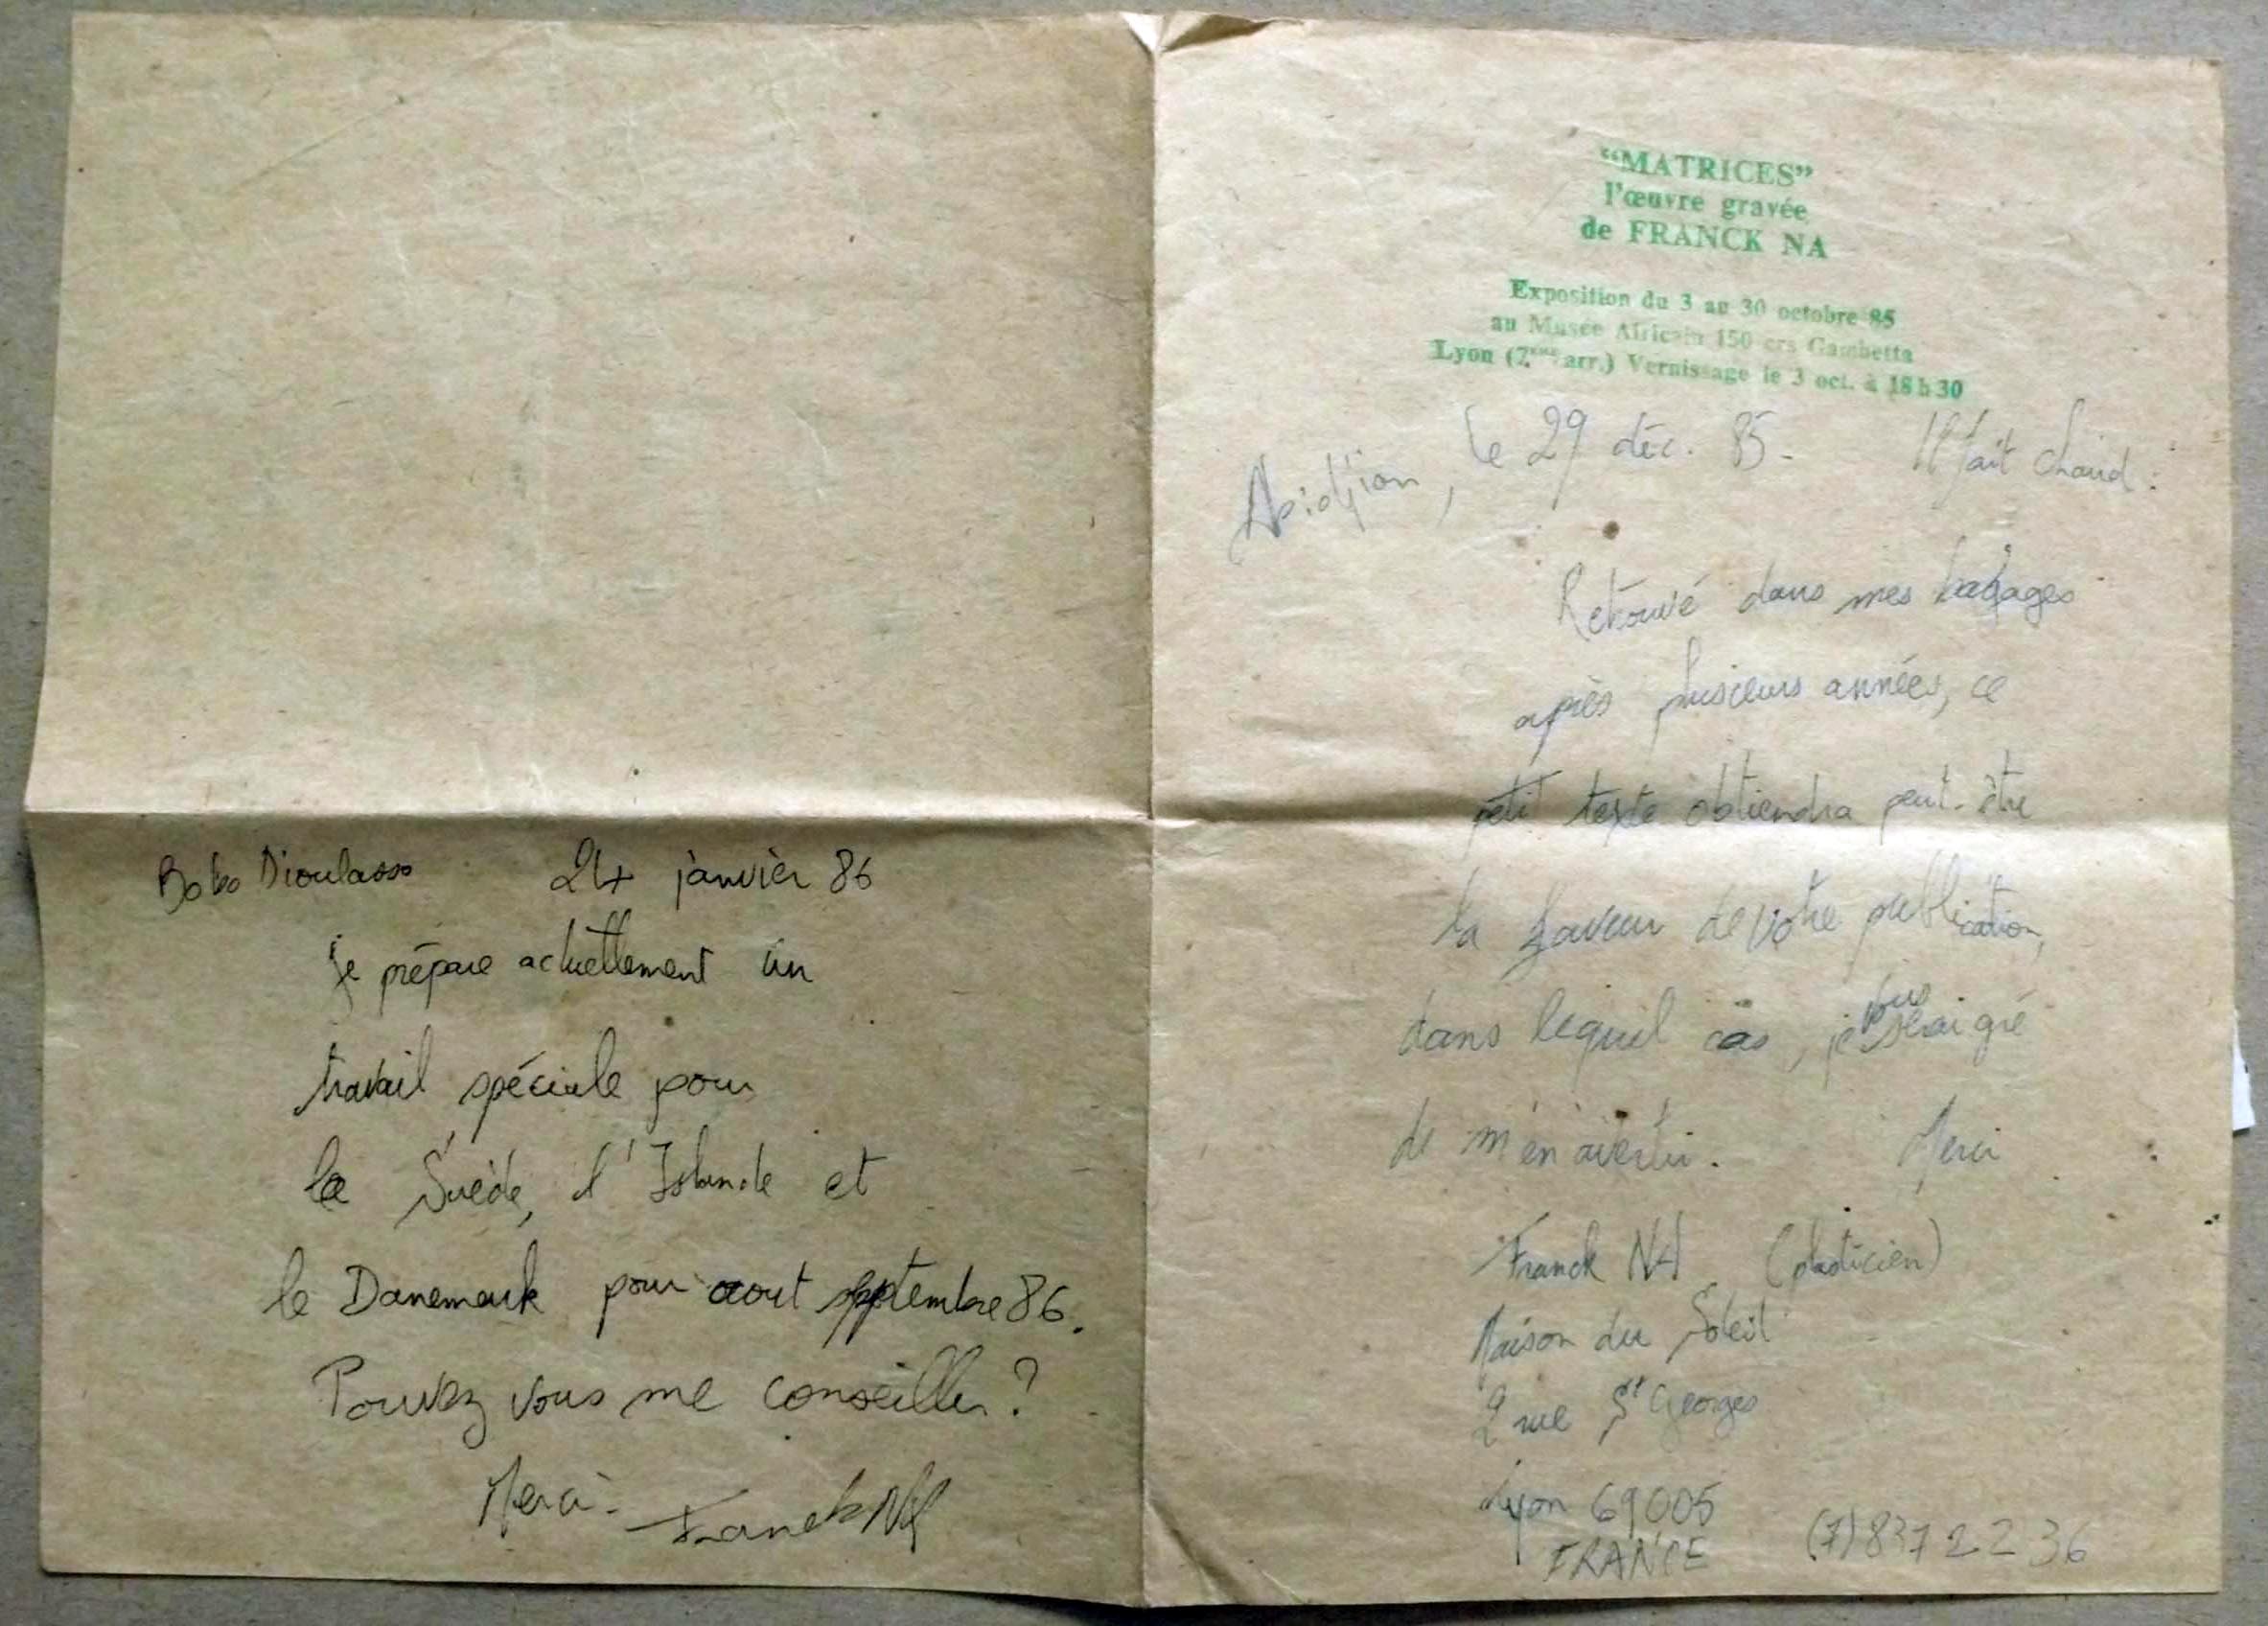 “MATRICES”
l'œuvre gravée
de FRANCK NA
Exposition du 3 au 30 octobre 85
au Musée Africain 150 crs Gambetta
Lyon (7ème arr.) Vernissage le 3 oct. à 18 h 30
Abidjan, le 29 déc. 85 - Il fait chaud :
Retrouvé dans mes bagages
après plusieurs années, ce
petit texte obtiendra peut-être
la faveur de votre publication,
dans lequel cas, je vous serai gré
de m'en avertir. Merci
Franck NA (plasticien)
Maison du Soleil
2 rue St Georges
Lyon 69005
FRANCE (7) 837 22 36
Bobo Dioulasso 24 janvier 86
je prépare actuellement un
travail spéciale pour
la Suède, l'Islande et
le Danemark pour aout septembre 86.
Pouvez vous me conseiller ?
Merci - Franck NA